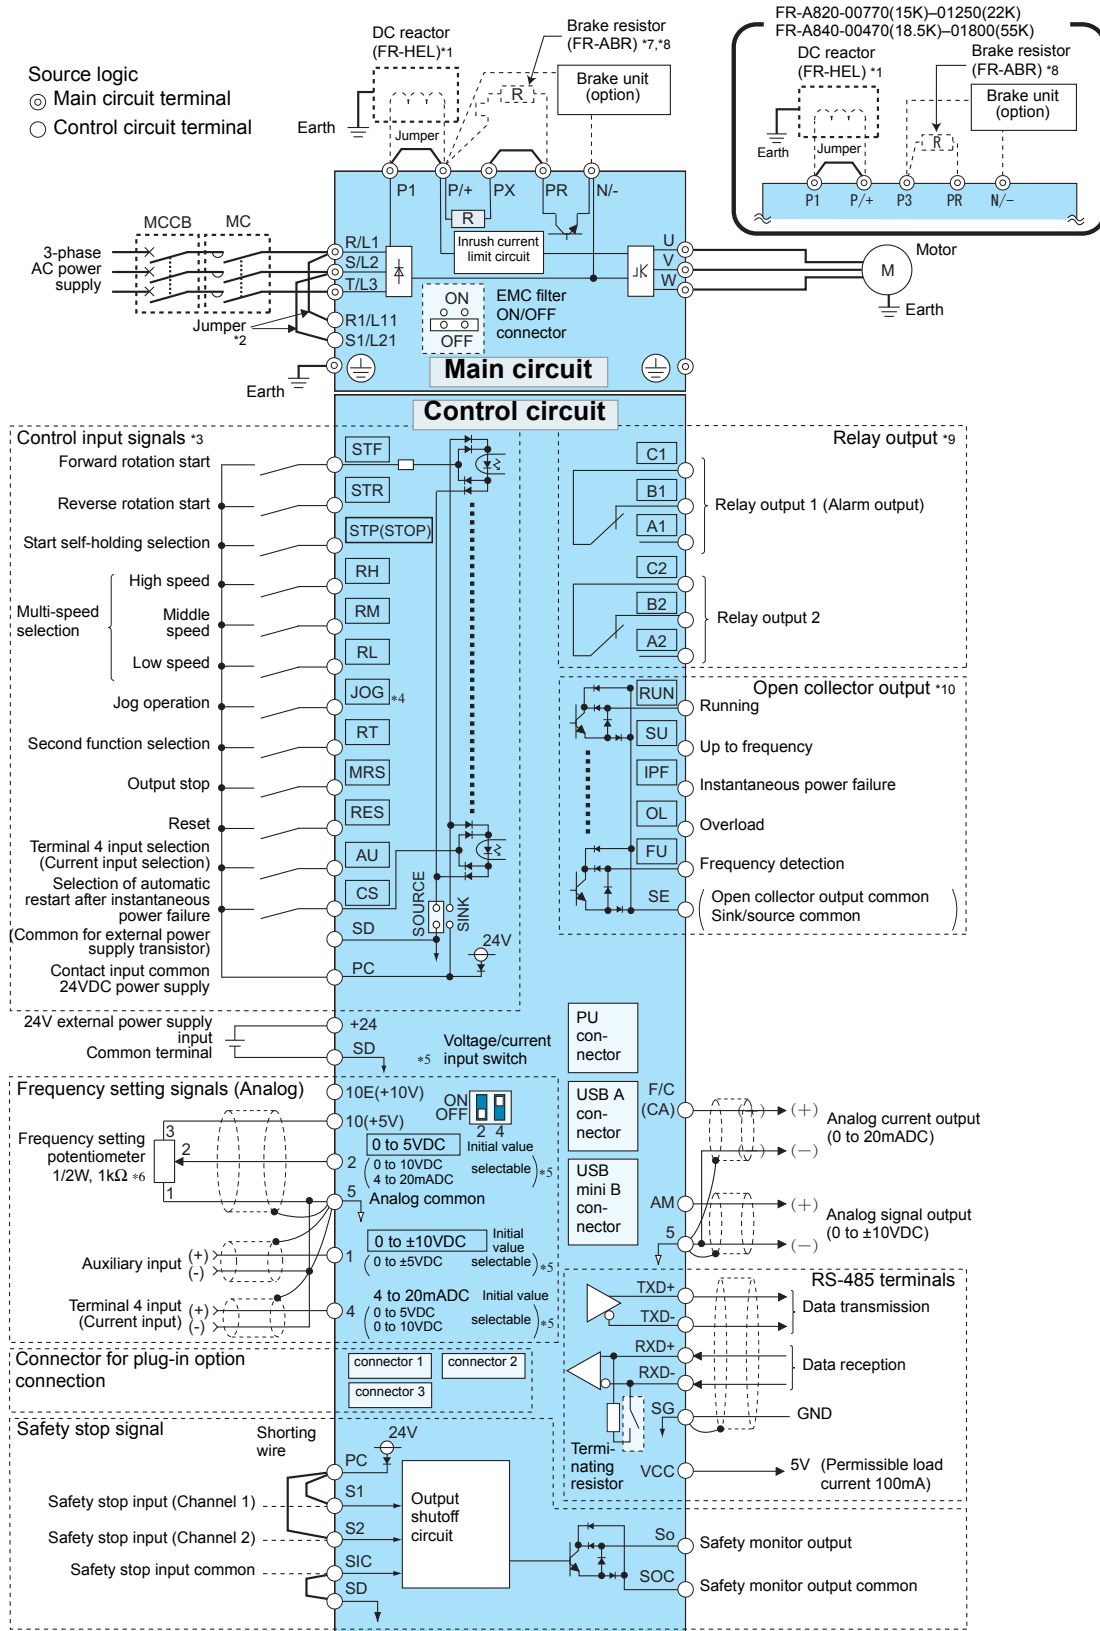 FR-A820-00770(15K)–01250(22K)
FR-A840-00470(18.5K)–01800(55K)
DC reactor
(FR-HEL) *1
Brake resistor
(FR-ABR) *8
Brake unit
(option)
Earth
Jumper
R
P1
P/+
P3
PR
N/-
Source logic
Main circuit terminal
Control circuit terminal
DC reactor
(FR-HEL)*1
Brake resistor
(FR-ABR) *7,*8
Brake unit
(option)
R
Earth
Jumper
P1
P/+
PX
PR
N/-
R
Inrush current
limit circuit
MCCB
MC
3-phase
AC power
supply
R/L1
S/L2
T/L3
R1/L11
S1/L21
Jumper
*2
Earth
ON
OFF
EMC filter
ON/OFF
connector
U
V
W
Motor
M
Earth
Main circuit
Control circuit
Control input signals *3
Forward rotation start
STF
Reverse rotation start
STR
Start self-holding selection
STP(STOP)
Multi-speed
selection
High speed
RH
Middle
speed
RM
Low speed
RL
Jog operation
JOG *4
Second function selection
RT
Output stop
MRS
Reset
RES
Terminal 4 input selection
(Current input selection)
AU
Selection of automatic
restart after instantaneous
power failure
CS
SOURCE
SINK
(Common for external power
supply transistor)
SD
Contact input common
24VDC power supply
PC
24V
Relay output *9
C1
B1
A1
Relay output 1 (Alarm output)
C2
B2
A2
Relay output 2
Open collector output *10
RUN
Running
SU
Up to frequency
IPF
Instantaneous power failure
OL
Overload
FU
Frequency detection
SE
Open collector output common
Sink/source common
24V external power supply
input
Common terminal
+24
SD
*5
Voltage/current
input switch
PU
con-
nector
USB A
con-
nector
USB
mini B
con-
nector
Frequency setting signals (Analog)
10E(+10V)
ON
OFF
2 4
10(+5V)
Frequency setting
potentiometer
1/2W, 1kΩ *6
3
2
1
2
0 to 5VDC
Initial value
(0 to 10VDC
4 to 20mADC
selectable)*5
5
Analog common
Auxiliary input
(+)
(-)
1
0 to ±10VDC
Initial
value
(0 to ±5VDC
selectable)*5
Terminal 4 input
(Current input)
(+)
(-)
4
4 to 20mADC
Initial value
(0 to 5VDC
0 to 10VDC
selectable)*5
F/C
(CA)
(+)
(+)
(-)
(-)
Analog current output
(0 to 20mADC)
AM
5
(+)
(-)
Analog signal output
(0 to ±10VDC)
RS-485 terminals
TXD+
TXD-
Data transmission
RXD+
RXD-
Data reception
SG
GND
Termi-
nating
resistor
VCC
5V
(Permissible load
current 100mA)
Connector for plug-in option
connection
connector 1
connector 2
connector 3
Safety stop signal
Shorting
wire
24V
PC
S1
Safety stop input (Channel 1)
S2
Safety stop input (Channel 2)
SIC
Safety stop input common
SD
Output
shutoff
circuit
So
Safety monitor output
SOC
Safety monitor output common